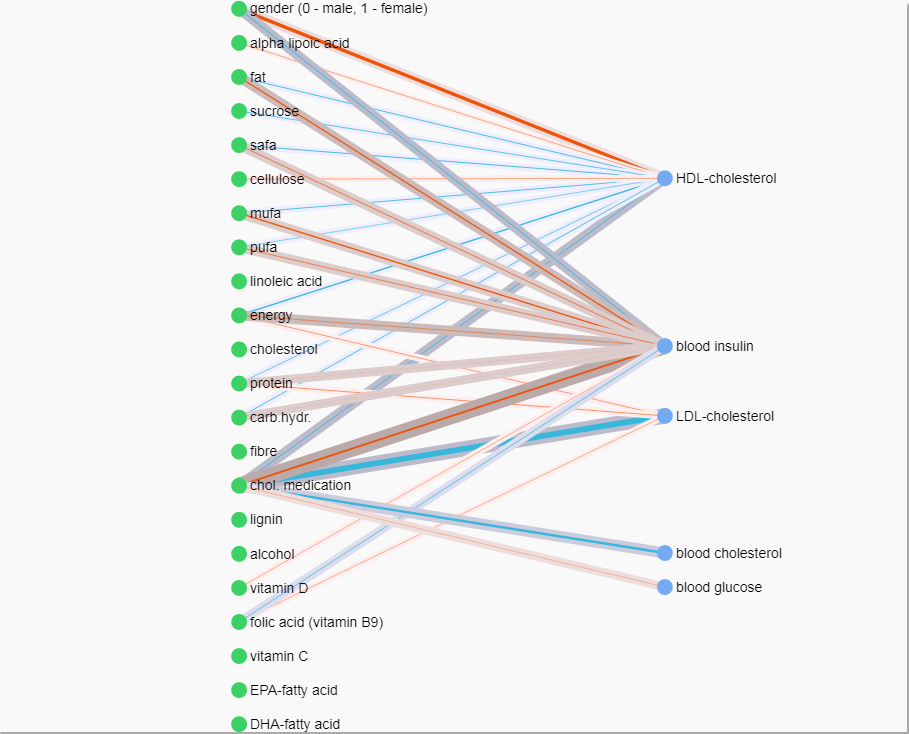 gender (0 - male, 1 - female)
alpha lipoic acid
fat
sucrose
safa
cellulose
mufa
pufa
linoleic acid
energy
cholesterol
protein
carb.hydr.
fibre
chol. medication
lignin
alcohol
vitamin D
folic acid (vitamin B9)
vitamin C
EPA-fatty acid
DHA-fatty acid
HDL-cholesterol
blood insulin
LDL-cholesterol
blood cholesterol
blood glucose